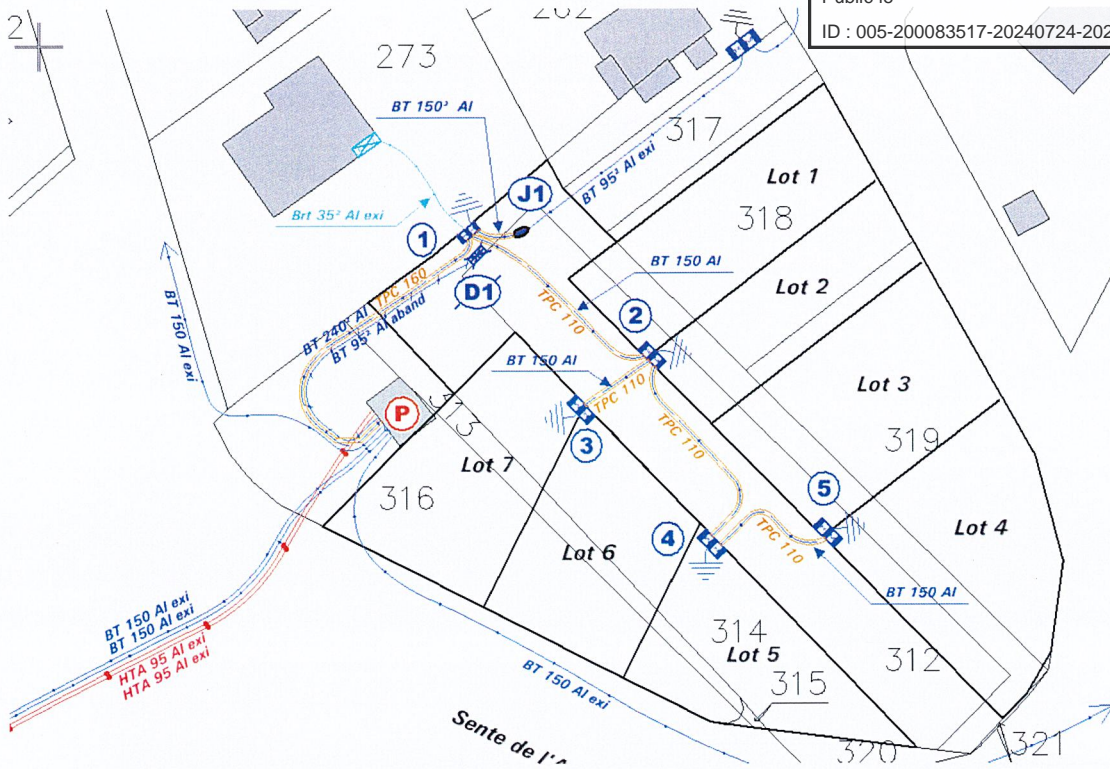 ID : 005-200083517-20240724-202
2
273
BT 150² Al
317
BT 95² Al exi
Lot 1
318
J1
Brt 35² Al exi
1
TPC 160
D1
BT 150 Al
TPC 110
Lot 2
BT 150 Al exi
BT 240² Al
BT 95² Al aband
2
BT 150 Al
TPC 110
Lot 3
P
313
3
TPC 110
319
Lot 7
316
5
Lot 4
4
Lot 6
TPC 110
BT 150 Al
BT 150 Al exi
BT 150 Al exi
HTA 95 Al exi
HTA 95 Al exi
314
Lot 5
312
315
BT 150 Al exi
Sente de
320
321